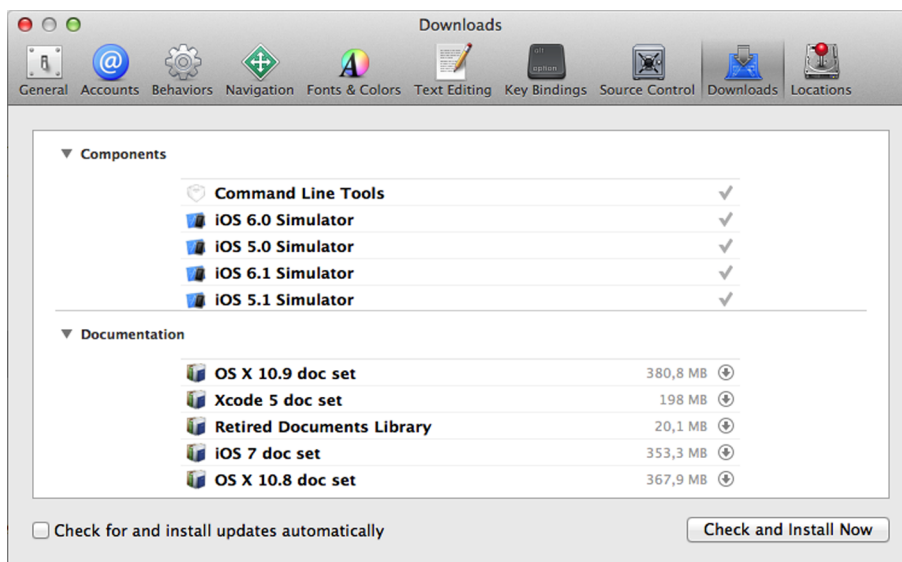 Downloads
General Accounts Behaviors Navigation Fonts & Colors Text Editing alt option Key Bindings Source Control Downloads Locations
Components
Command Line Tools
iOS 6.0 Simulator
iOS 5.0 Simulator
iOS 6.1 Simulator
iOS 5.1 Simulator
Documentation
OS X 10.9 doc set 380,8 MB
Xcode 5 doc set 198 MB
Retired Documents Library 20,1 MB
iOS 7 doc set 353,3 MB
OS X 10.8 doc set 367,9 MB
Check for and install updates automatically Check and Install Now